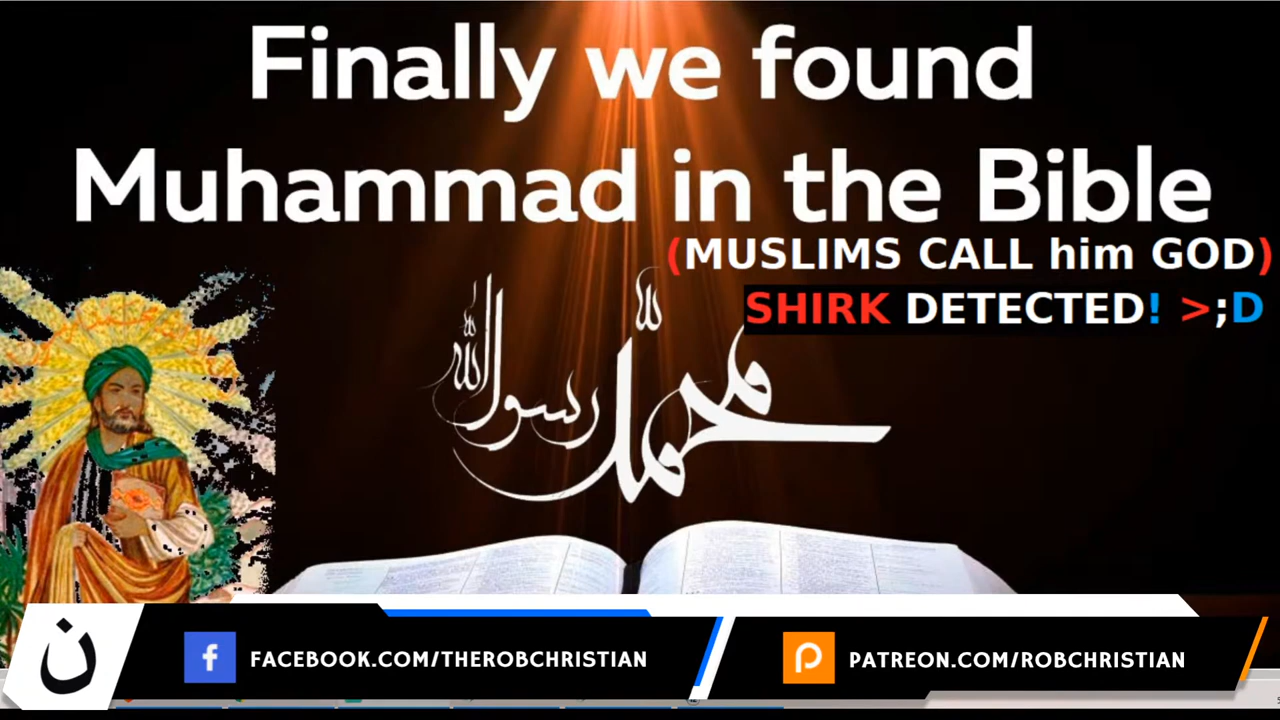 Finally we found
Muhammad in the Bible
(MUSLIMS CALL him GOD)
SHIRK DETECTED! >;D
محمد رسول الله
ن
FACEBOOK.COM/THEROBCHRISTIAN
PATREON.COM/ROBCHRISTIAN